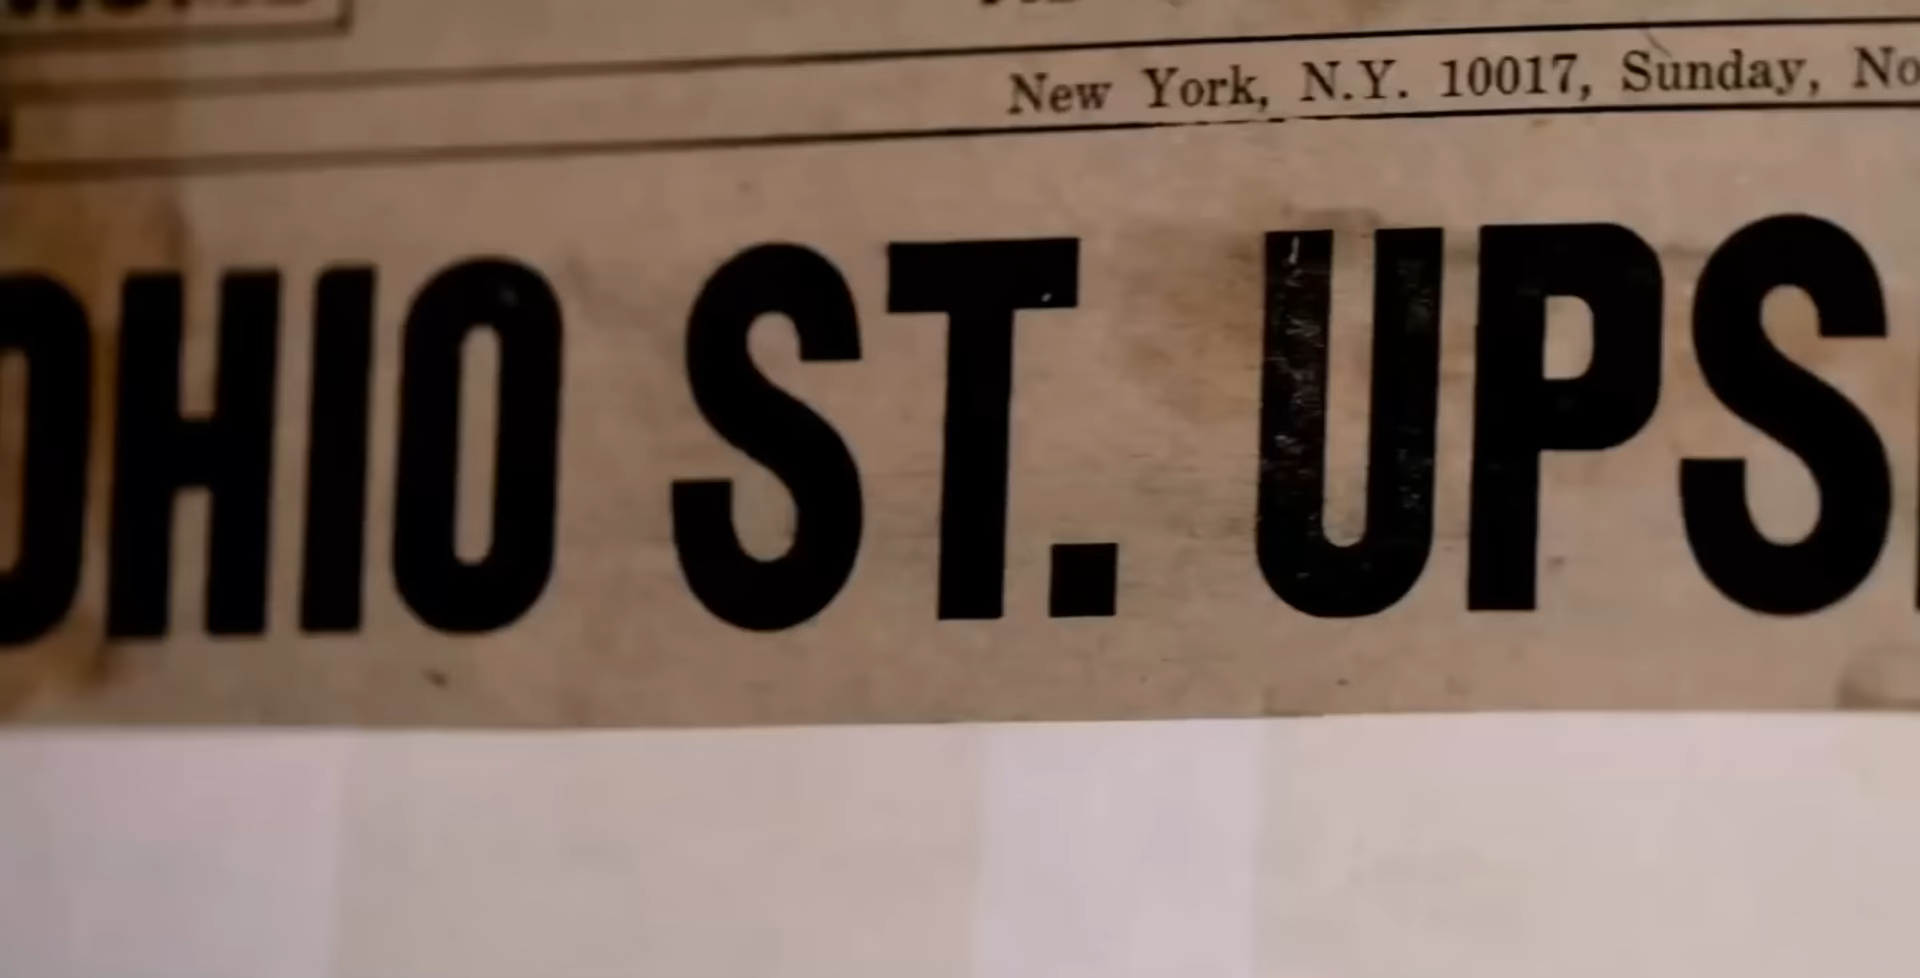 New York, N.Y. 10017, Sunday, No
OHIO ST. UPS